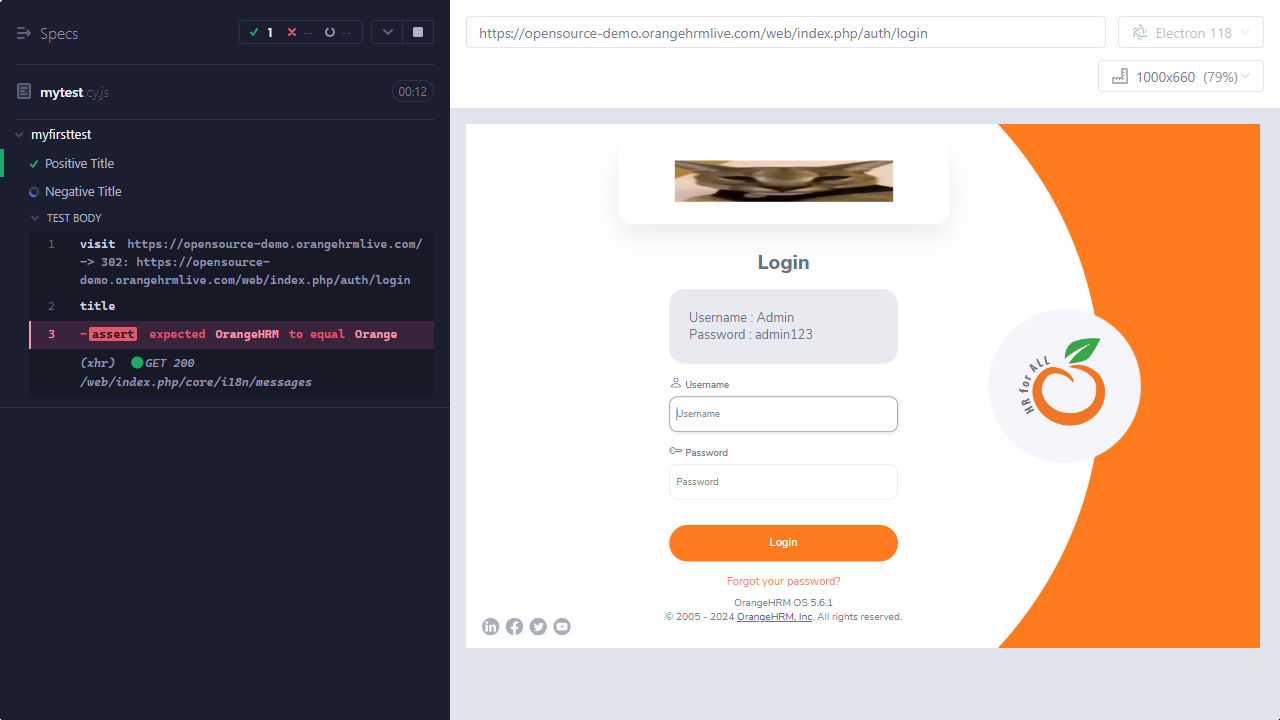 Specs
1
--
--
https://opensource-demo.orangehrmlive.com/web/index.php/auth/login
Electron 118
1000x660 (79%)
mytest.cy.js
00:12
myfirsttest
Positive Title
Negative Title
TEST BODY
1 visit https://opensource-demo.orangehrmlive.com/
-> 302: https://opensource-
demo.orangehrmlive.com/web/index.php/auth/login
2 title
3 -assert expected OrangeHRM to equal Orange
(xhr) GET 200
/web/index.php/core/i18n/messages
Login
Username : Admin
Password : admin123
Username
Username
Password
Password
Login
Forgot your password?
OrangeHRM OS 5.6.1
© 2005 - 2024 OrangeHRM, Inc. All rights reserved.
HR for ALL